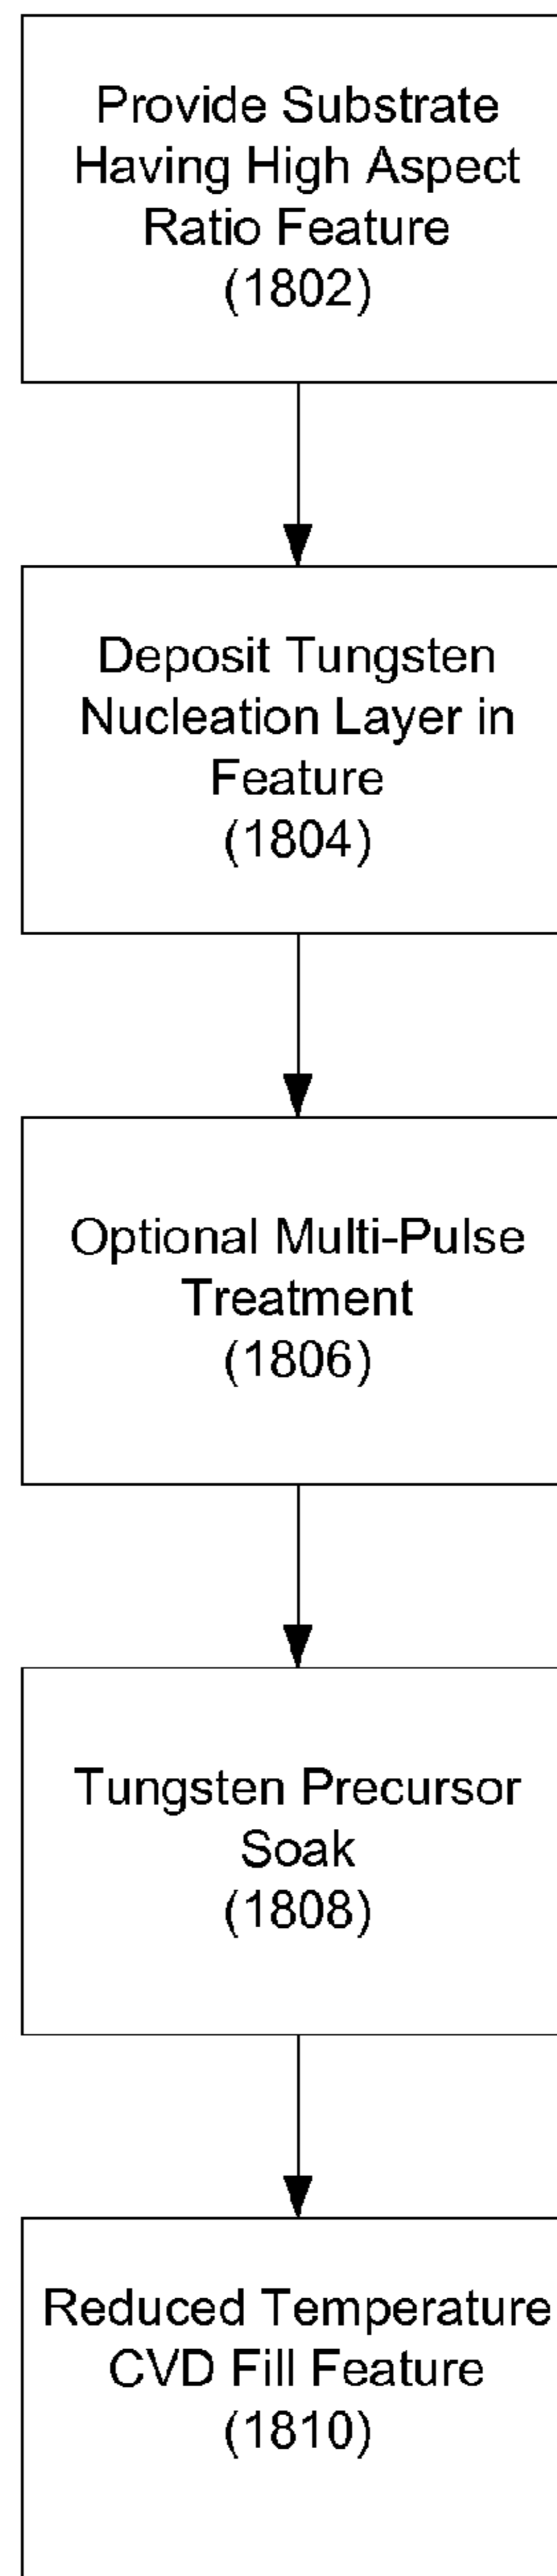 Provide Substrate
Having High Aspect
Ratio Feature
(1802)
Deposit Tungsten
Nucleation Layer in
Feature
(1804)
Optional Multi-Pulse
Treatment
(1806)
Tungsten Precursor
Soak
(1808)
Reduced Temperature
CVD Fill Feature
(1810)